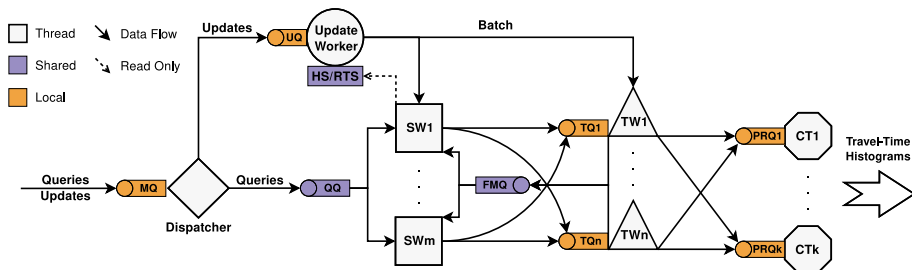 Thread
Data Flow
Shared
Read Only
Local
Updates
UQ
Update
Worker
HS/RTS
Batch
SW1
TQ1
TW1
PRQ1
CT1
Travel-Time
Histograms
Queries
Updates
MQ
Dispatcher
Queries
QQ
FMQ
SWm
TQn
TWn
PRQk
CTk